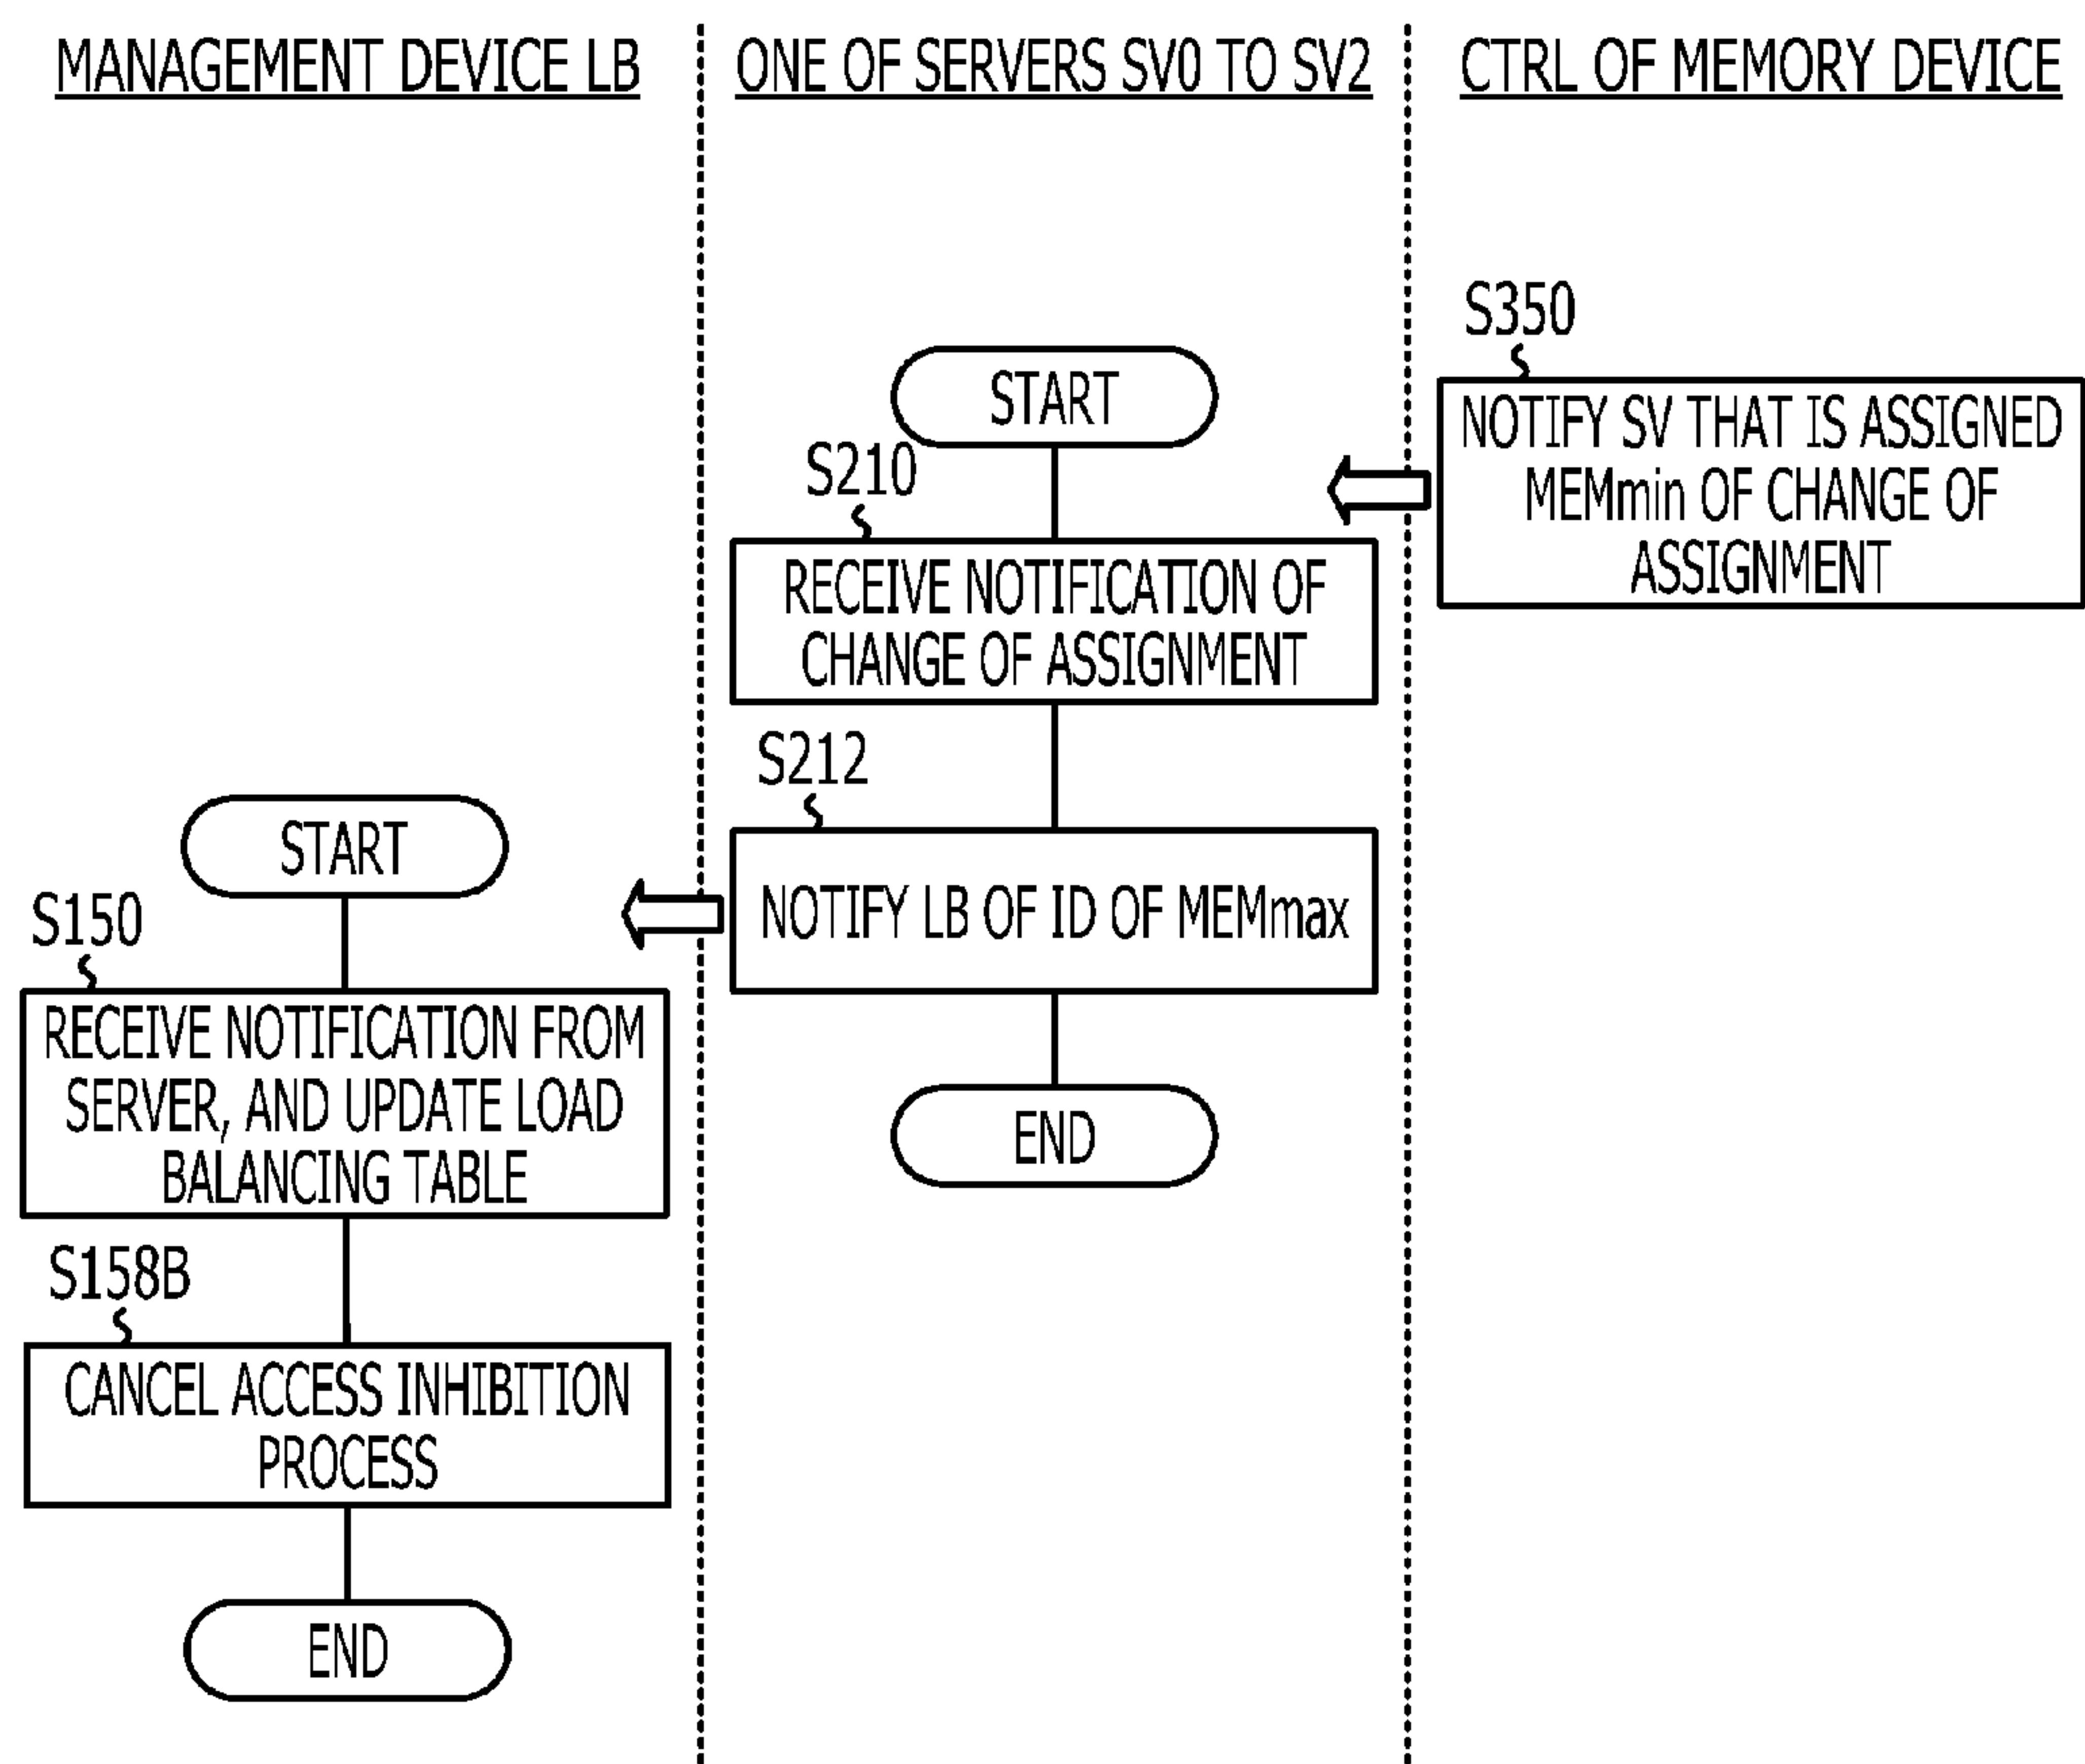 MANAGEMENT DEVICE LB
ONE OF SERVERS SV0 TO SV2
CTRL OF MEMORY DEVICE
S350
NOTIFY SV THAT IS ASSIGNED
MEMmin OF CHANGE OF
ASSIGNMENT
START
S210
RECEIVE NOTIFICATION OF
CHANGE OF ASSIGNMENT
S212
NOTIFY LB OF ID OF MEMmax
END
START
S150
RECEIVE NOTIFICATION FROM
SERVER, AND UPDATE LOAD
BALANCING TABLE
S158B
CANCEL ACCESS INHIBITION
PROCESS
END